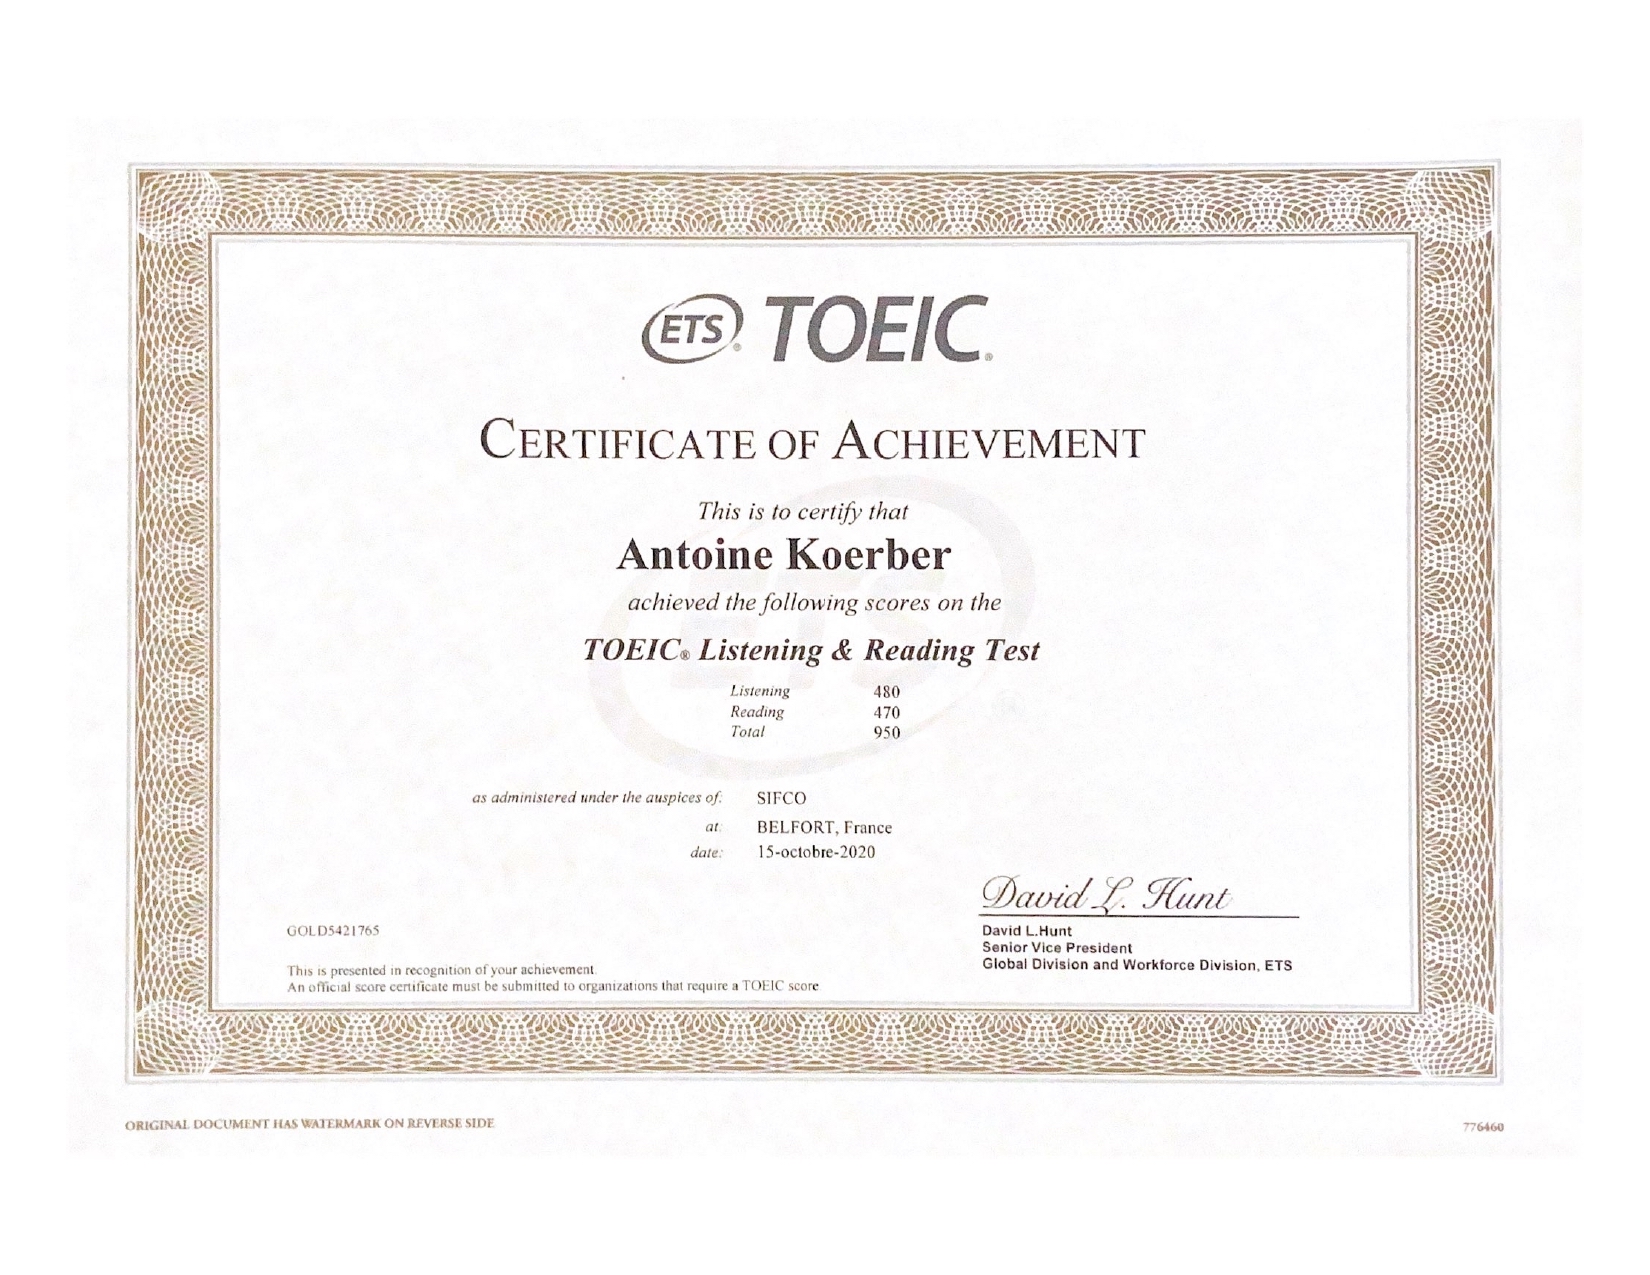 ETS® TOEIC®
CERTIFICATE OF ACHIEVEMENT
This is to certify that
Antoine Koerber
achieved the following scores on the
TOEIC® Listening & Reading Test
Listening 480
Reading 470
Total 950
as administered under the auspices of: SIFCO
at: BELFORT, France
date: 15-octobre-2020
David L. Hunt
David L.Hunt
Senior Vice President
Global Division and Workforce Division, ETS
GOLD5421765
This is presented in recognition of your achievement.
An official score certificate must be submitted to organizations that require a TOEIC score
ORIGINAL DOCUMENT HAS WATERMARK ON REVERSE SIDE
776460